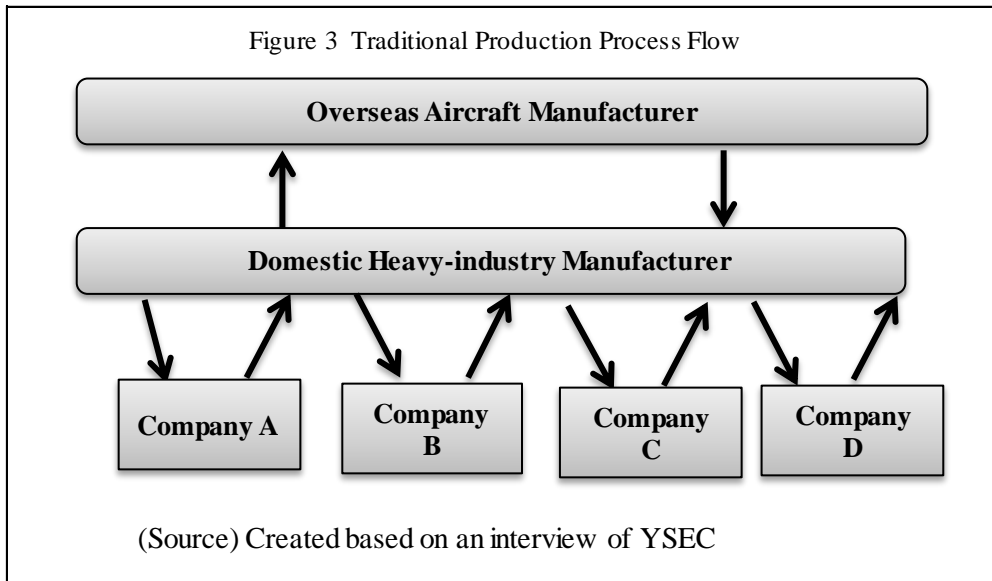 Figure 3 Traditional Production Process Flow
Overseas Aircraft Manufacturer
Domestic Heavy-industry Manufacturer
Company A
Company
B
Company
C
Company
D
(Source) Created based on an interview of YSEC